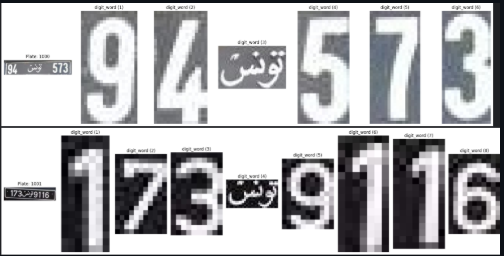 digit_word (1) digit_word (2) digit_word (3) digit_word (4) digit_word (5) digit_word (6)
Plate: 1030
94 تونس 573
9 4 تونس 5 7 3
digit_word (1) digit_word (2) digit_word (3) digit_word (4) digit_word (5) digit_word (6) digit_word (7) digit_word (8)
Plate: 1031
173 تونس 9116
1 7 3 تونس 9 1 1 6